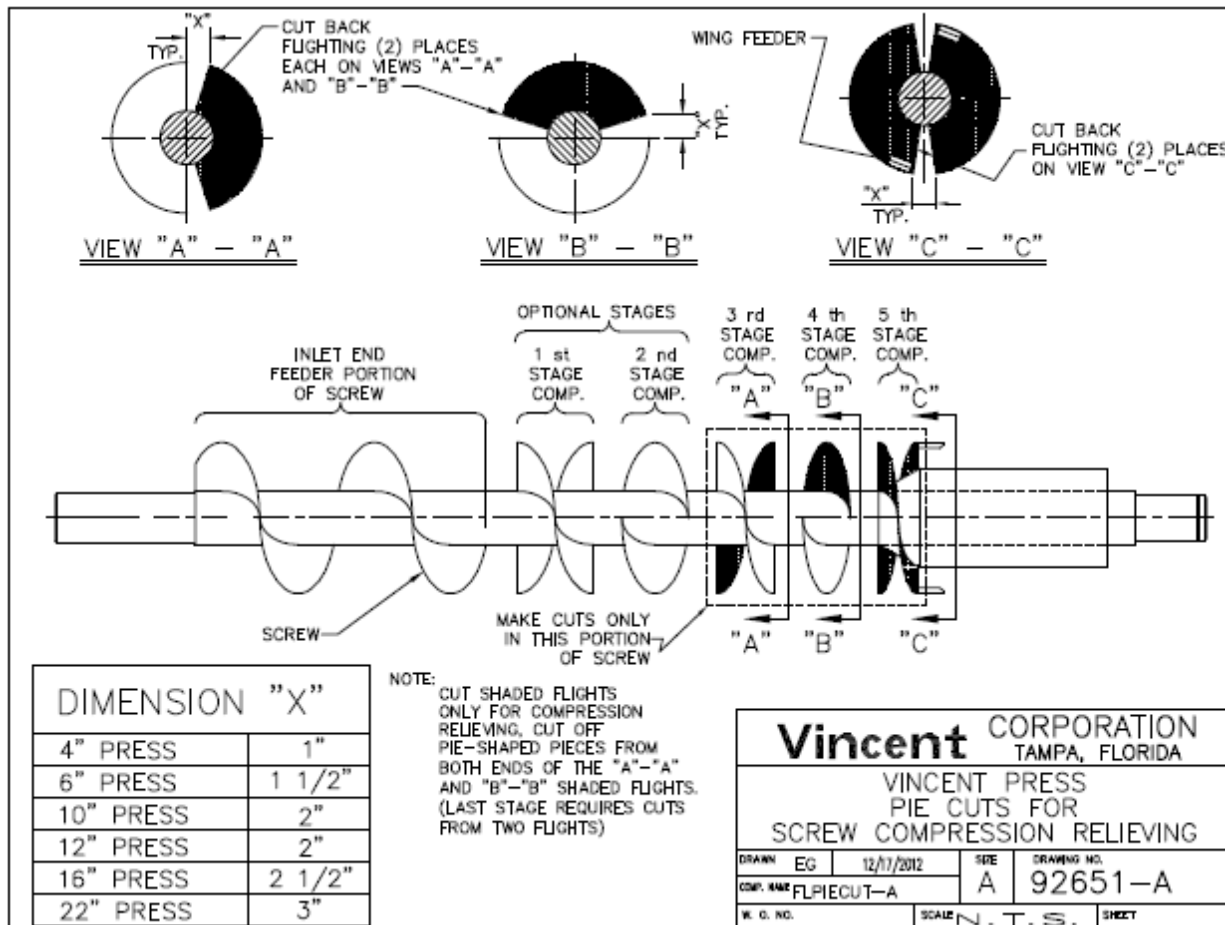 "X"
TYP.
CUT BACK
FLIGHTING (2) PLACES
EACH ON VIEWS "A"-"A"
AND "B"-"B"
VIEW "A" - "A"
"X"
TYP.
VIEW "B" - "B"
WING FEEDER
CUT BACK
FLIGHTING (2) PLACES
ON VIEW "C"-"C"
"X"
TYP.
VIEW "C" - "C"
INLET END
FEEDER PORTION
OF SCREW
OPTIONAL STAGES
1 st
STAGE
COMP.
2 nd
STAGE
COMP.
3 rd
STAGE
COMP.
4 th
STAGE
COMP.
5 th
STAGE
COMP.
"A"
"B"
"C"
SCREW
MAKE CUTS ONLY
IN THIS PORTION
OF SCREW
"A"
"B"
"C"
DIMENSION "X"
4" PRESS 1"
6" PRESS 1 1/2"
10" PRESS 2"
12" PRESS 2"
16" PRESS 2 1/2"
22" PRESS 3"
NOTE:
CUT SHADED FLIGHTS
ONLY FOR COMPRESSION
RELIEVING. CUT OFF
PIE-SHAPED PIECES FROM
BOTH ENDS OF THE "A"-"A"
AND "B"-"B" SHADED FLIGHTS.
(LAST STAGE REQUIRES CUTS
FROM TWO FLIGHTS)
Vincent CORPORATION
TAMPA, FLORIDA
VINCENT PRESS
PIE CUTS FOR
SCREW COMPRESSION RELIEVING
DRAWN EG 12/17/2012
SIZE A
DRAWING NO. 92651-A
COMP. NAME FLPIECUT-A
W. O. NO.
SCALE N.T.S.
SHEET